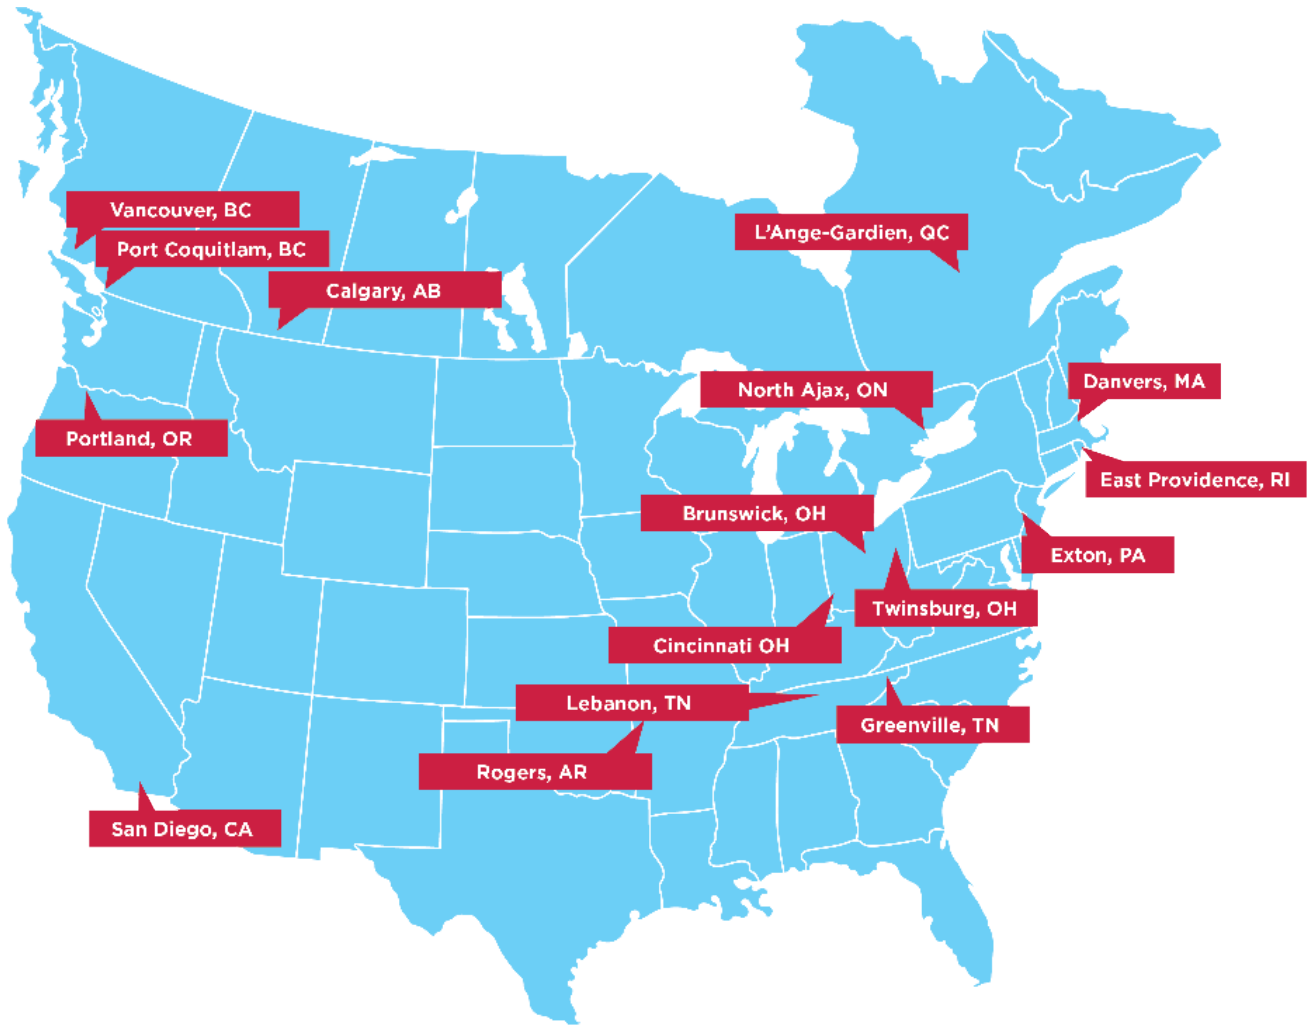 Vancouver, BC
Port Coquitlam, BC
L'Ange-Gardien, QC
Calgary, AB
North Ajax, ON
Danvers, MA
Portland, OR
East Providence, RI
Brunswick, OH
Exton, PA
Twinsburg, OH
Cincinnati OH
Lebanon, TN
Greenville, TN
Rogers, AR
San Diego, CA